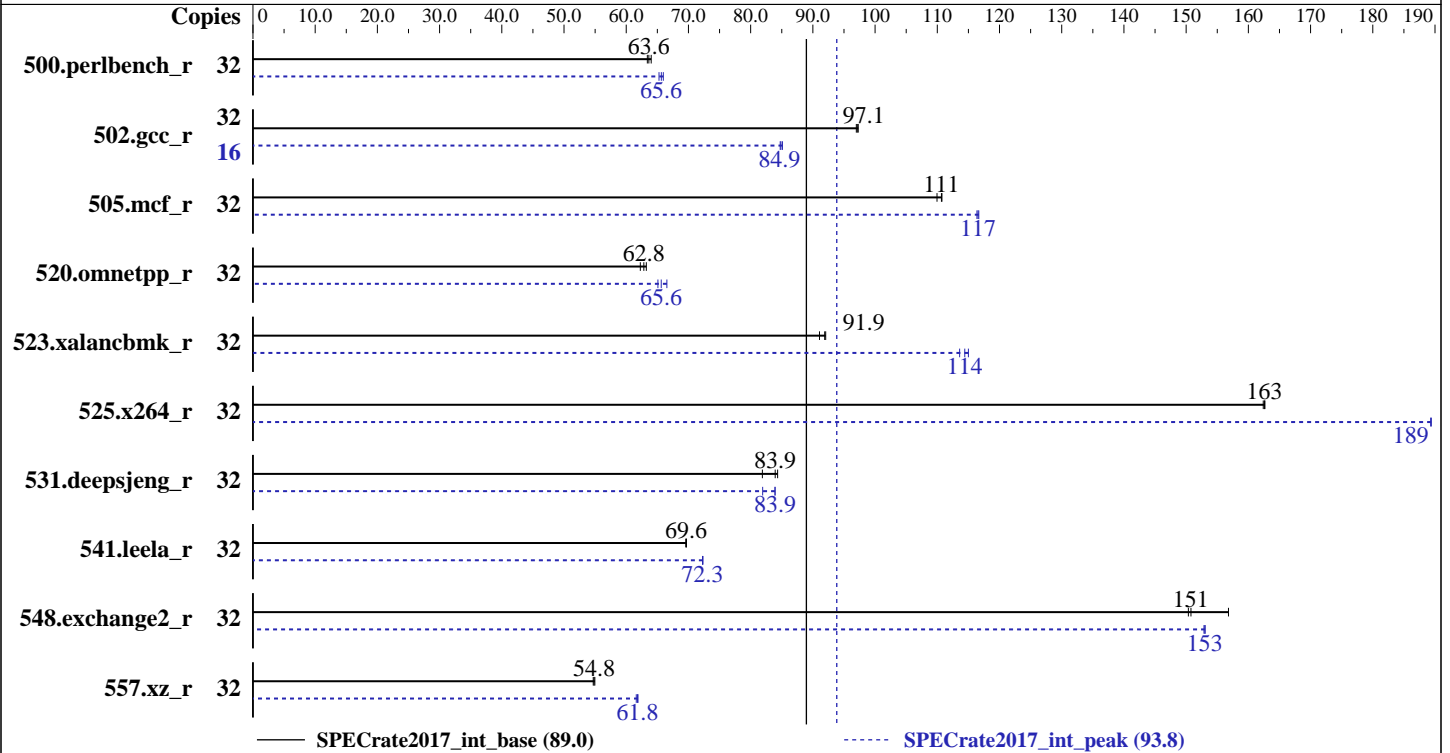 Copies 0 10.0 20.0 30.0 40.0 50.0 60.0 70.0 80.0 90.0 100 110 120 130 140 150 160 170 180 190
500.perlbench_r 32 63.6
65.6
502.gcc_r 32 97.1
16 84.9
505.mcf_r 32 111
117
520.omnetpp_r 32 62.8
65.6
523.xalancbmk_r 32 91.9
114
525.x264_r 32 163
189
531.deepsjeng_r 32 83.9
83.9
541.leela_r 32 69.6
72.3
548.exchange2_r 32 151
153
557.xz_r 32 54.8
61.8
SPECrate2017_int_base (89.0) SPECrate2017_int_peak (93.8)